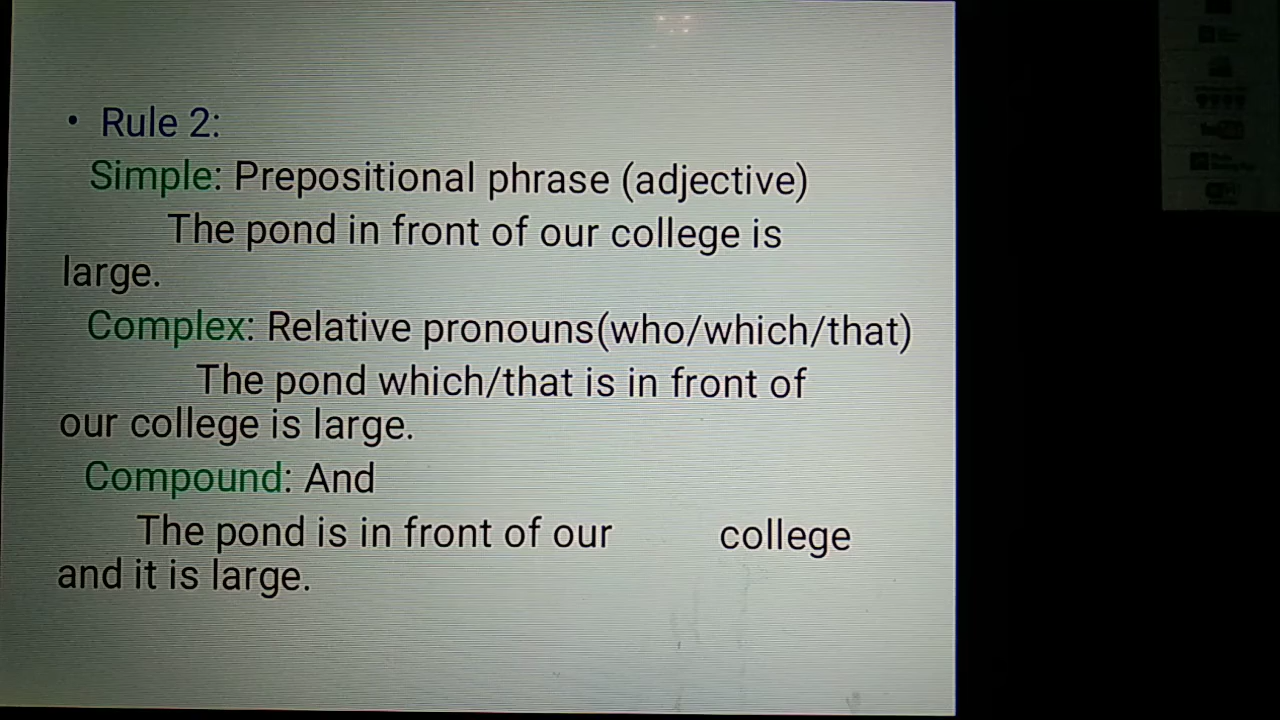 • Rule 2:
Simple: Prepositional phrase (adjective)
The pond in front of our college is
large.
Complex: Relative pronouns(who/which/that)
The pond which/that is in front of
our college is large.
Compound: And
The pond is in front of our college
and it is large.